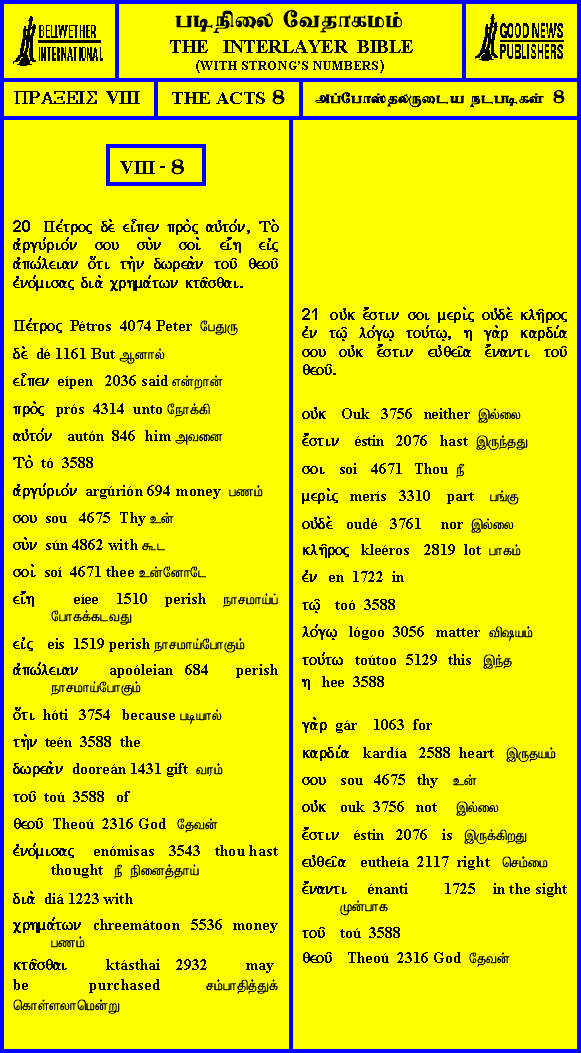 BELLWETHER
INTERNATIONAL
படிநிலை வேதாகமம்
THE INTERLAYER BIBLE
(WITH STRONG'S NUMBERS)
GOOD NEWS
PUBLISHERS
ΠΡΑΞΕΙΣ VIII
THE ACTS 8
அப்போஸ்தலருடைய நடபடிகள் 8
VIII - 8
20 Πέτρος δὲ εἶπεν πρὸς αὐτόν, Τὸ
ἀργύριόν σου σὺν σοὶ εἴη εἰς
ἀπώλειαν ὅτι τὴν δωρεὰν τοῦ θεοῦ
ἐνόμισας διὰ χρημάτων κτᾶσθαι.
Πέτρος Pétros 4074 Peter பேதுரு
δὲ dé 1161 But ஆனால்
εἶπεν eípen 2036 said என்றான்
πρὸς prós 4314 unto நோக்கி
αὐτόν autón 846 him அவனை
Τὸ tó 3588
ἀργύριόν argúrión 694 money பணம்
σου sou 4675 Thy உன்
σὺν sún 4862 with கூட
σοὶ soí 4671 thee உன்னோடே
εἴη eíee 1510 perish நாசமாய்ப்
போகக்கடவது
εἰς eis 1519 perish நாசமாய்போகும்
ἀπώλειαν apoóleian 684 perish
நாசமாய்போகும்
ὅτι hóti 3754 because படியால்
τὴν teén 3588 the
δωρεὰν dooreán 1431 gift வரம்
τοῦ toú 3588 of
θεοῦ Theoú 2316 God தேவன்
ἐνόμισας enómisas 3543 thou hast
thought நீ நினைத்தாய்
διὰ diá 1223 with
χρημάτων chreemátoon 5536 money
பணம்
κτᾶσθαι ktásthai 2932 may
be purchased சம்பாதித்துக்
கொள்ளலாமென்று
21 οὐκ ἔστιν σοι μερὶς οὐδὲ κλῆρος
ἐν τῷ λόγῳ τούτῳ, η γὰρ καρδία
σου οὐκ ἔστιν εὐθεῖα ἔναντι τοῦ
θεοῦ.
οὐκ Ouk 3756 neither இல்லை
ἔστιν éstin 2076 hast இருந்தது
σοι soi 4671 Thou நீ
μερὶς merís 3310 part பங்கு
οὐδὲ oudé 3761 nor இல்லை
κλῆρος kleéros 2819 lot பாகம்
ἐν en 1722 in
τῷ toó 3588
λόγῳ lógoo 3056 matter விஷயம்
τούτω toútoo 5129 this இந்த
η hee 3588
γὰρ gár 1063 for
καρδία kardía 2588 heart இருதயம்
σου sou 4675 thy உன்
οὐκ ouk 3756 not இல்லை
ἔστιν éstin 2076 is இருக்கிறது
εὐθεῖα eutheía 2117 right செம்மை
ἔναντι énanti 1725 in the sight
முன்பாக
τοῦ toú 3588
θεοῦ Theoú 2316 God தேவன்